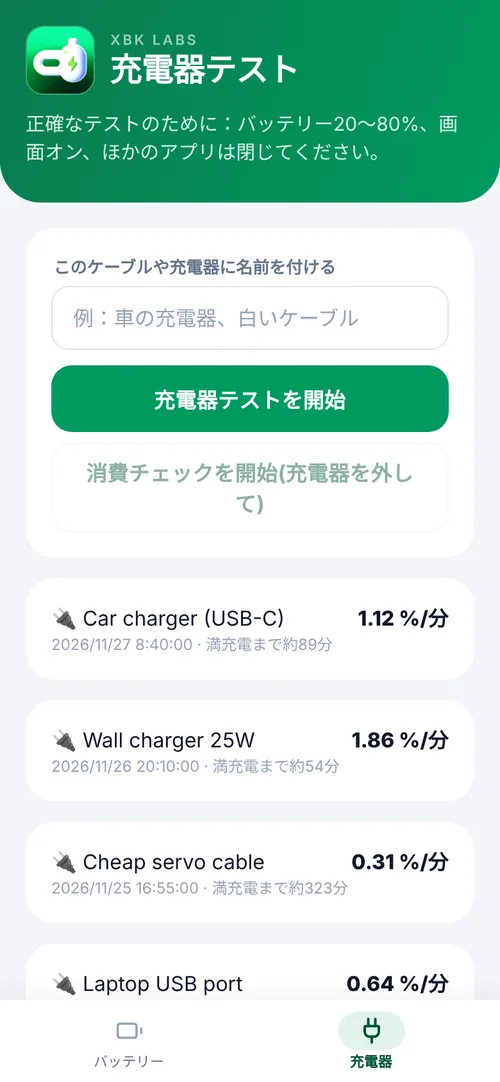 XBK LABS
充電器テスト
正確なテストのために：バッテリー20〜80%、画
面オン、ほかのアプリは閉じてください。
このケーブルや充電器に名前を付ける
例：車の充電器、白いケーブル
充電器テストを開始
消費チェックを開始(充電器を外し
て)
Car charger (USB-C) 1.12 %/分
2026/11/27 8:40:00 · 満充電まで約89分
Wall charger 25W 1.86 %/分
2026/11/26 20:10:00 · 満充電まで約54分
Cheap servo cable 0.31 %/分
2026/11/25 16:55:00 · 満充電まで約323分
Laptop USB port 0.64 %/分
バッテリー 充電器